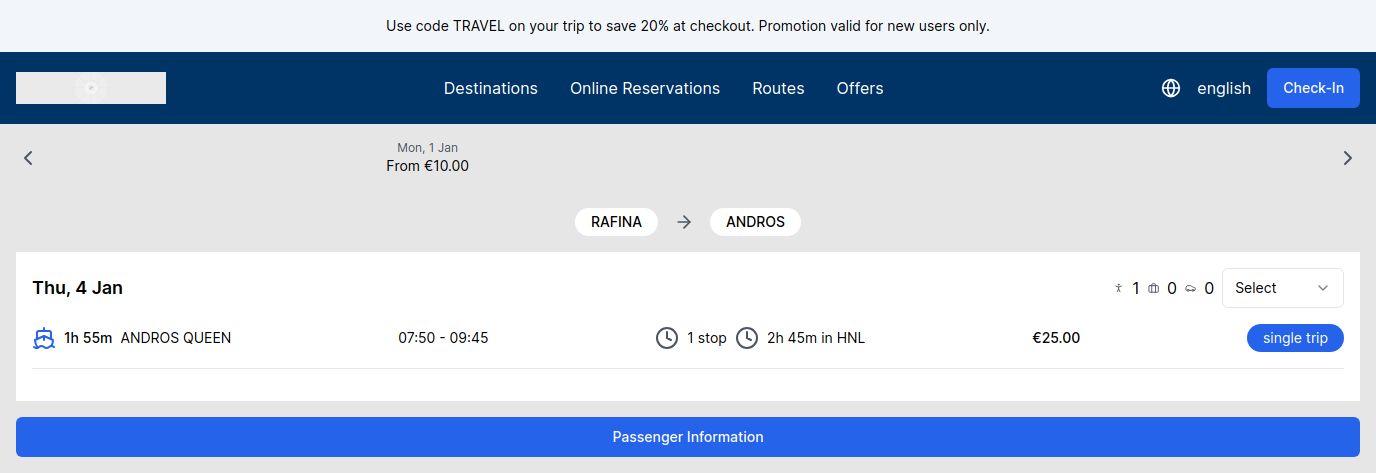 Use code TRAVEL on your trip to save 20% at checkout. Promotion valid for new users only.
Destinations Online Reservations Routes Offers english Check-In
Mon, 1 Jan
From €10.00
RAFINA ANDROS
Thu, 4 Jan 1 0 0 Select
1h 55m ANDROS QUEEN 07:50 - 09:45 1 stop 2h 45m in HNL €25.00 single trip
Passenger Information